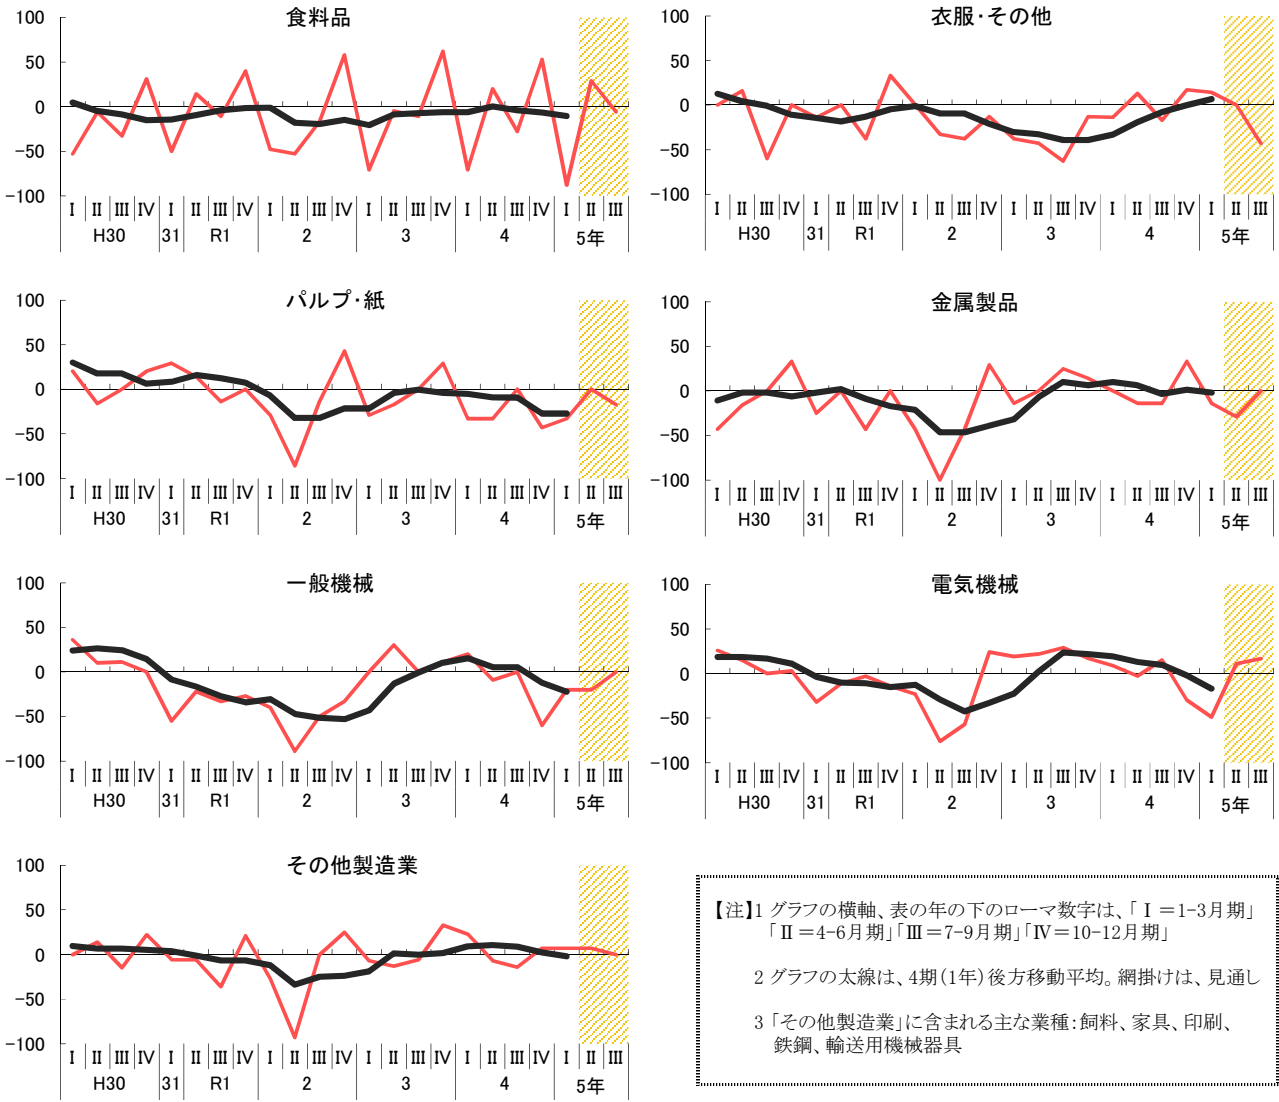 食料品
100
50
0
−50
−100
Ⅰ Ⅱ Ⅲ Ⅳ Ⅰ Ⅱ Ⅲ Ⅳ Ⅰ Ⅱ Ⅲ Ⅳ Ⅰ Ⅱ Ⅲ Ⅳ Ⅰ Ⅱ Ⅲ Ⅳ Ⅰ Ⅱ Ⅲ
H30 31 R1 2 3 4 5年
衣服・その他
100
50
0
−50
−100
Ⅰ Ⅱ Ⅲ Ⅳ Ⅰ Ⅱ Ⅲ Ⅳ Ⅰ Ⅱ Ⅲ Ⅳ Ⅰ Ⅱ Ⅲ Ⅳ Ⅰ Ⅱ Ⅲ Ⅳ Ⅰ Ⅱ Ⅲ
H30 31 R1 2 3 4 5年
パルプ・紙
100
50
0
−50
−100
Ⅰ Ⅱ Ⅲ Ⅳ Ⅰ Ⅱ Ⅲ Ⅳ Ⅰ Ⅱ Ⅲ Ⅳ Ⅰ Ⅱ Ⅲ Ⅳ Ⅰ Ⅱ Ⅲ Ⅳ Ⅰ Ⅱ Ⅲ
H30 31 R1 2 3 4 5年
金属製品
100
50
0
−50
−100
Ⅰ Ⅱ Ⅲ Ⅳ Ⅰ Ⅱ Ⅲ Ⅳ Ⅰ Ⅱ Ⅲ Ⅳ Ⅰ Ⅱ Ⅲ Ⅳ Ⅰ Ⅱ Ⅲ Ⅳ Ⅰ Ⅱ Ⅲ
H30 31 R1 2 3 4 5年
一般機械
100
50
0
−50
−100
Ⅰ Ⅱ Ⅲ Ⅳ Ⅰ Ⅱ Ⅲ Ⅳ Ⅰ Ⅱ Ⅲ Ⅳ Ⅰ Ⅱ Ⅲ Ⅳ Ⅰ Ⅱ Ⅲ Ⅳ Ⅰ Ⅱ Ⅲ
H30 31 R1 2 3 4 5年
電気機械
100
50
0
−50
−100
Ⅰ Ⅱ Ⅲ Ⅳ Ⅰ Ⅱ Ⅲ Ⅳ Ⅰ Ⅱ Ⅲ Ⅳ Ⅰ Ⅱ Ⅲ Ⅳ Ⅰ Ⅱ Ⅲ Ⅳ Ⅰ Ⅱ Ⅲ
H30 31 R1 2 3 4 5年
その他製造業
100
50
0
−50
−100
Ⅰ Ⅱ Ⅲ Ⅳ Ⅰ Ⅱ Ⅲ Ⅳ Ⅰ Ⅱ Ⅲ Ⅳ Ⅰ Ⅱ Ⅲ Ⅳ Ⅰ Ⅱ Ⅲ Ⅳ Ⅰ Ⅱ Ⅲ
H30 31 R1 2 3 4 5年
【注】1 グラフの横軸、表の年の下のローマ数字は、「Ⅰ＝1-3月期」
「Ⅱ＝4-6月期」「Ⅲ＝7-9月期」「Ⅳ＝10-12月期」
2 グラフの太線は、4期(1年)後方移動平均。網掛けは、見通し
3 「その他製造業」に含まれる主な業種：飼料、家具、印刷、
鉄鋼、輸送用機械器具